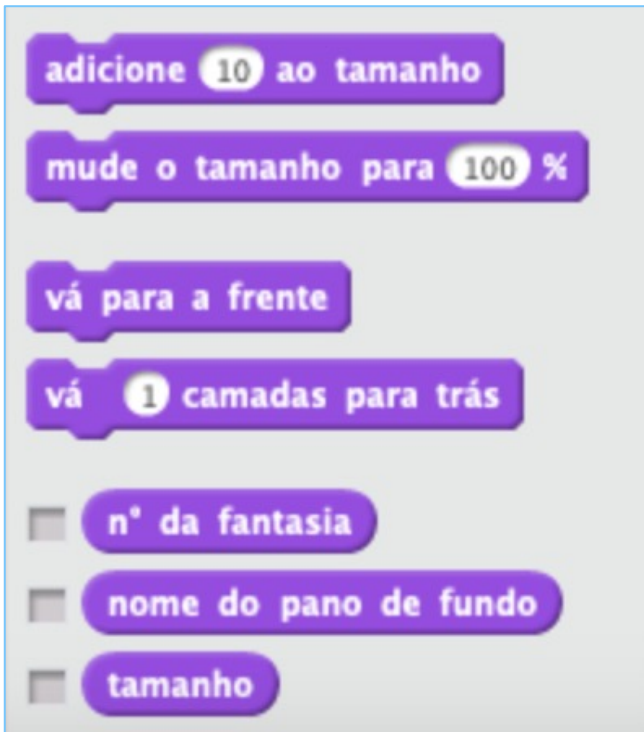 adicione 10 ao tamanho
mude o tamanho para 100 %
vá para a frente
vá 1 camadas para trás
nº da fantasia
nome do pano de fundo
tamanho